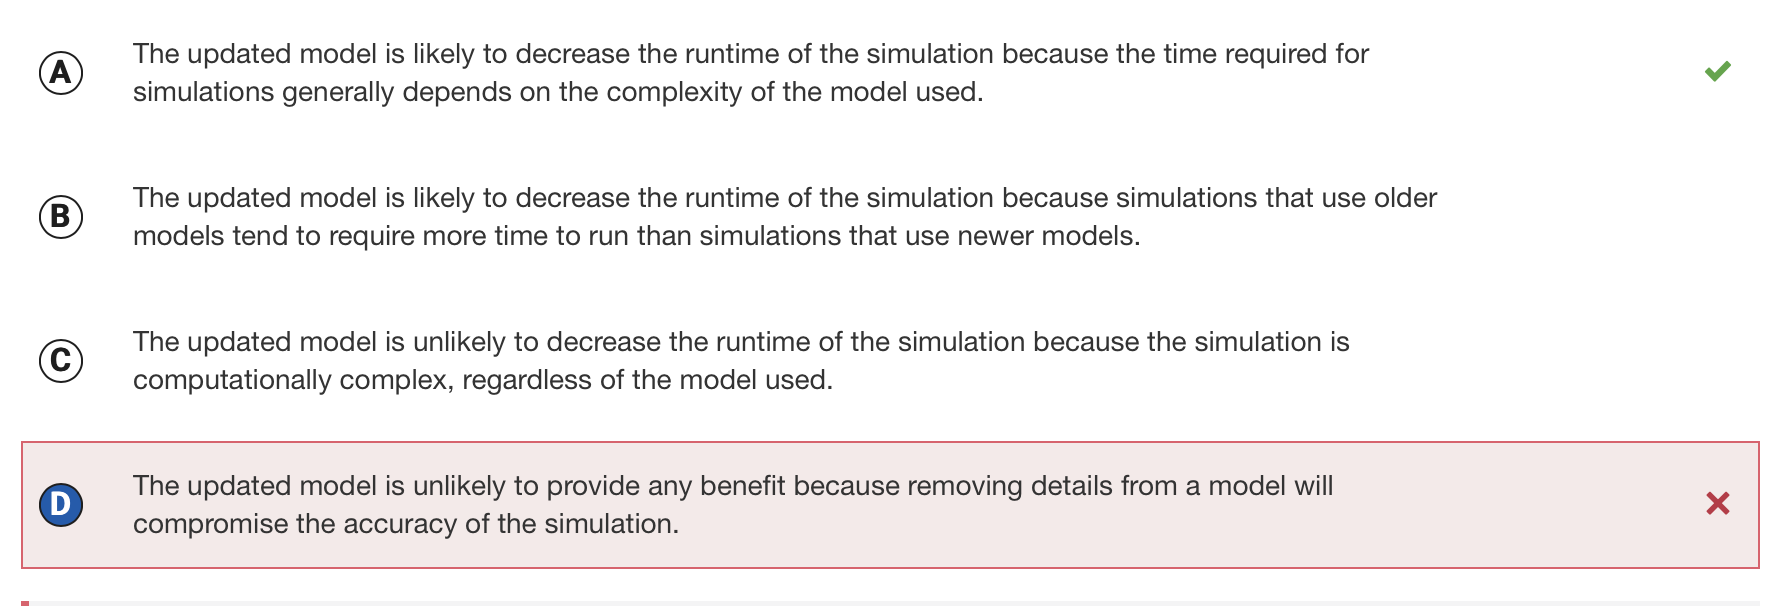 A
The updated model is likely to decrease the runtime of the simulation because the time required for
simulations generally depends on the complexity of the model used.
B
The updated model is likely to decrease the runtime of the simulation because simulations that use older
models tend to require more time to run than simulations that use newer models.
C
The updated model is unlikely to decrease the runtime of the simulation because the simulation is
computationally complex, regardless of the model used.
D
The updated model is unlikely to provide any benefit because removing details from a model will
compromise the accuracy of the simulation.